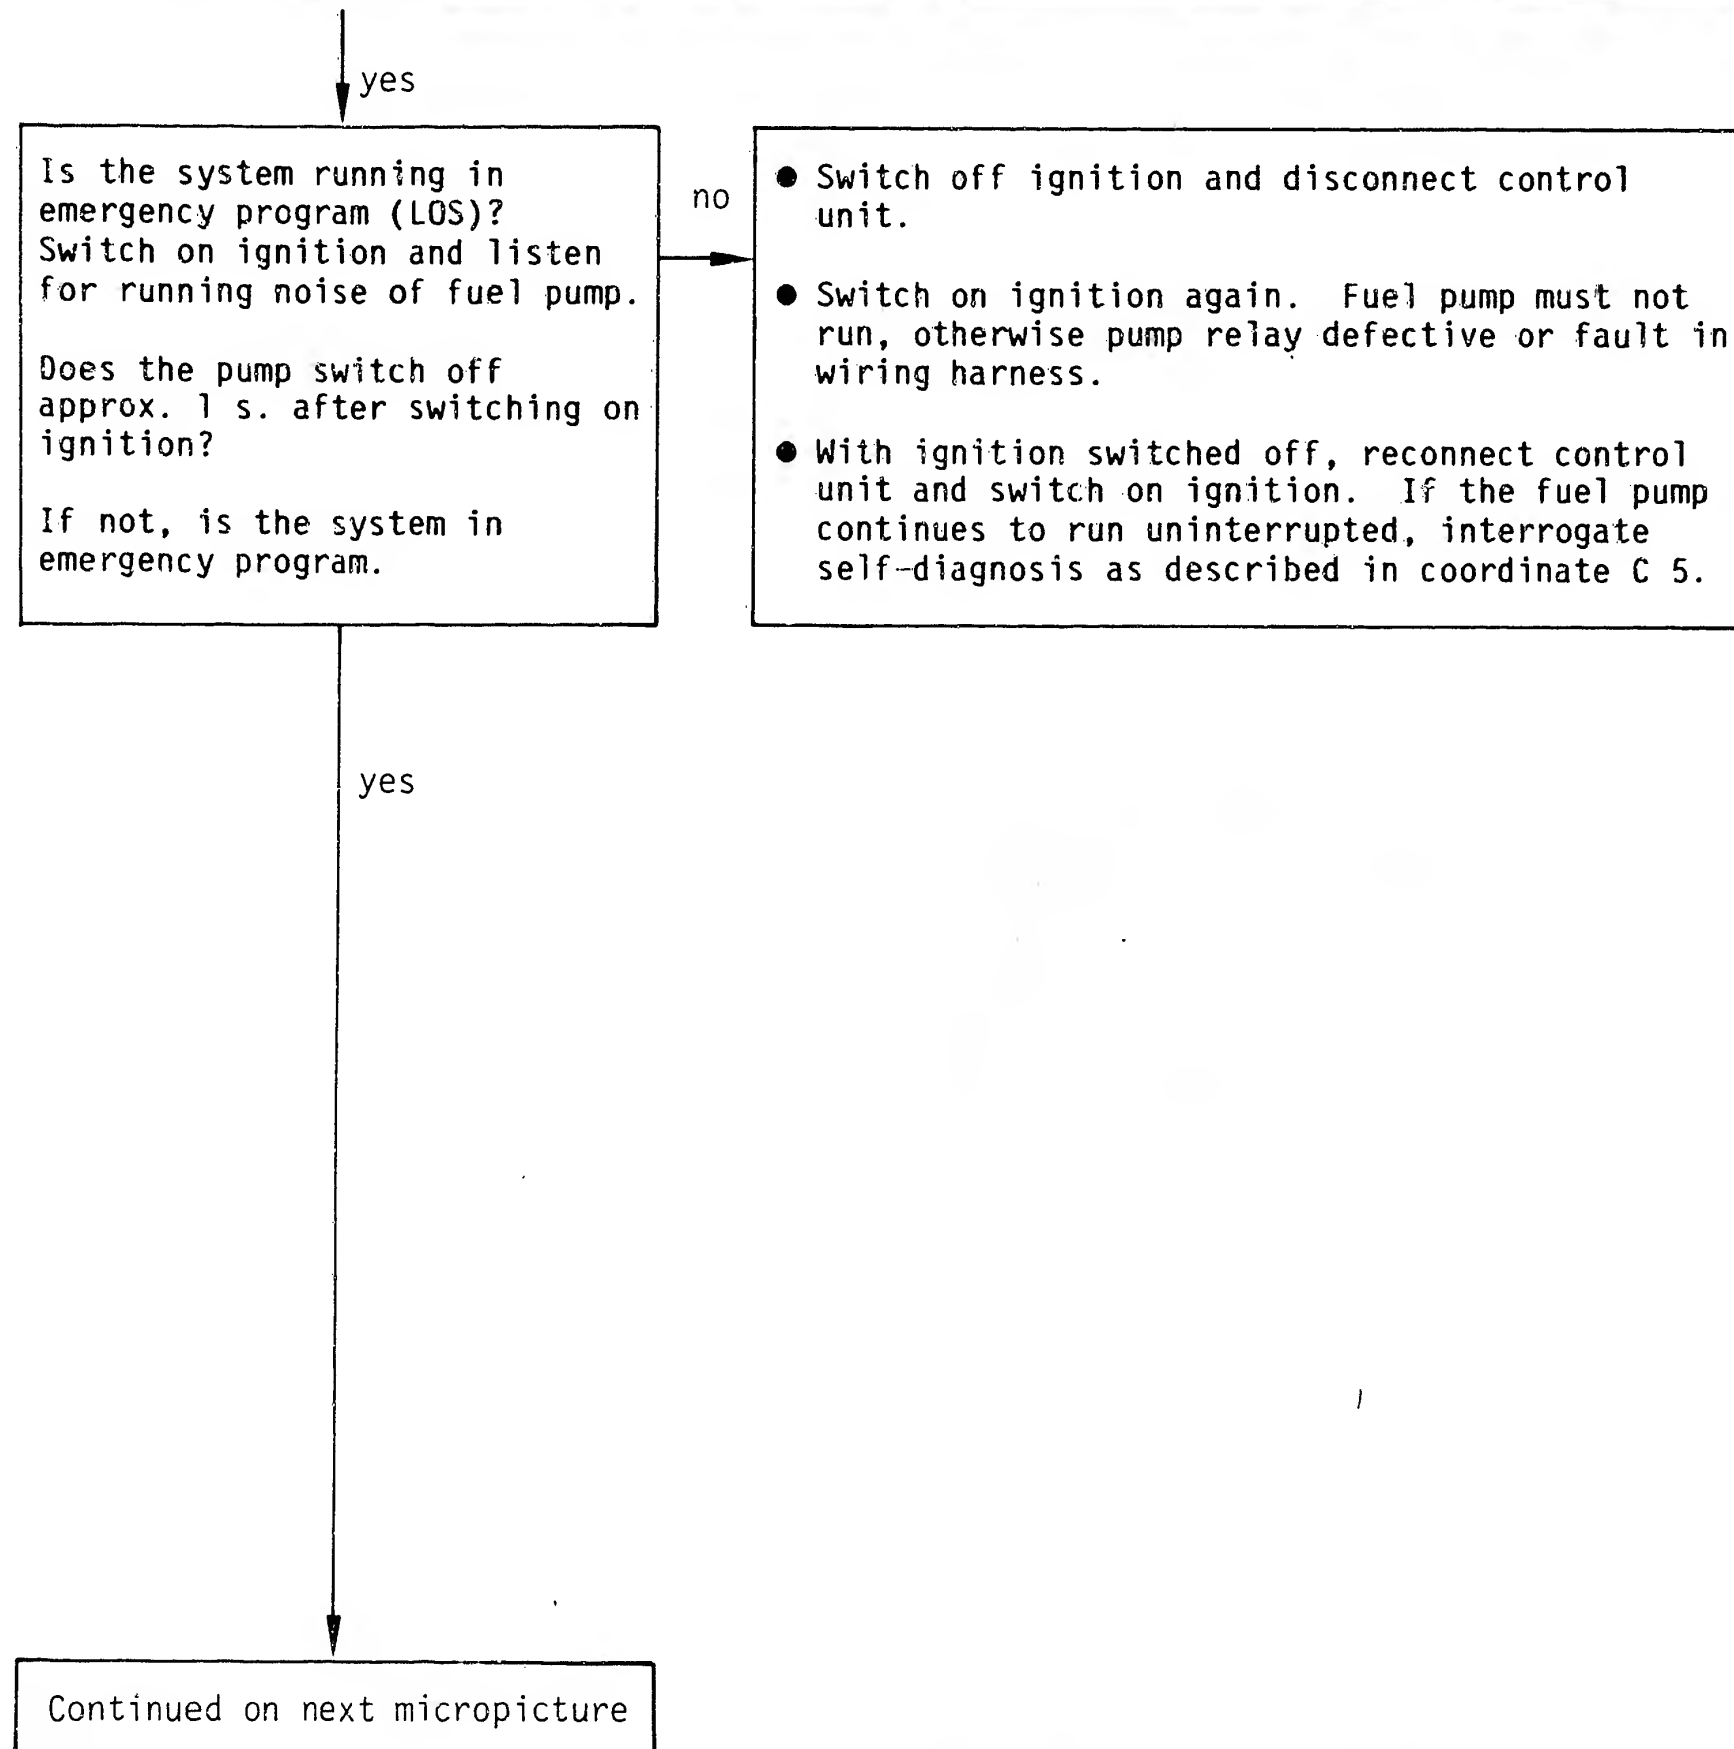 yes
Is the system running in
emergency program (LOS)?
Switch on ignition and listen
for running noise of fuel pump.
Does the pump switch off
approx. 1 s. after switching on
ignition?
If not, is the system in
emergency program.
no
● Switch off ignition and disconnect control
unit.
● Switch on ignition again. Fuel pump must not
run, otherwise pump relay defective or fault in
wiring harness.
● With ignition switched off, reconnect control
unit and switch on ignition. If the fuel pump
continues to run uninterrupted, interrogate
self-diagnosis as described in coordinate C 5.
yes
Continued on next micropicture